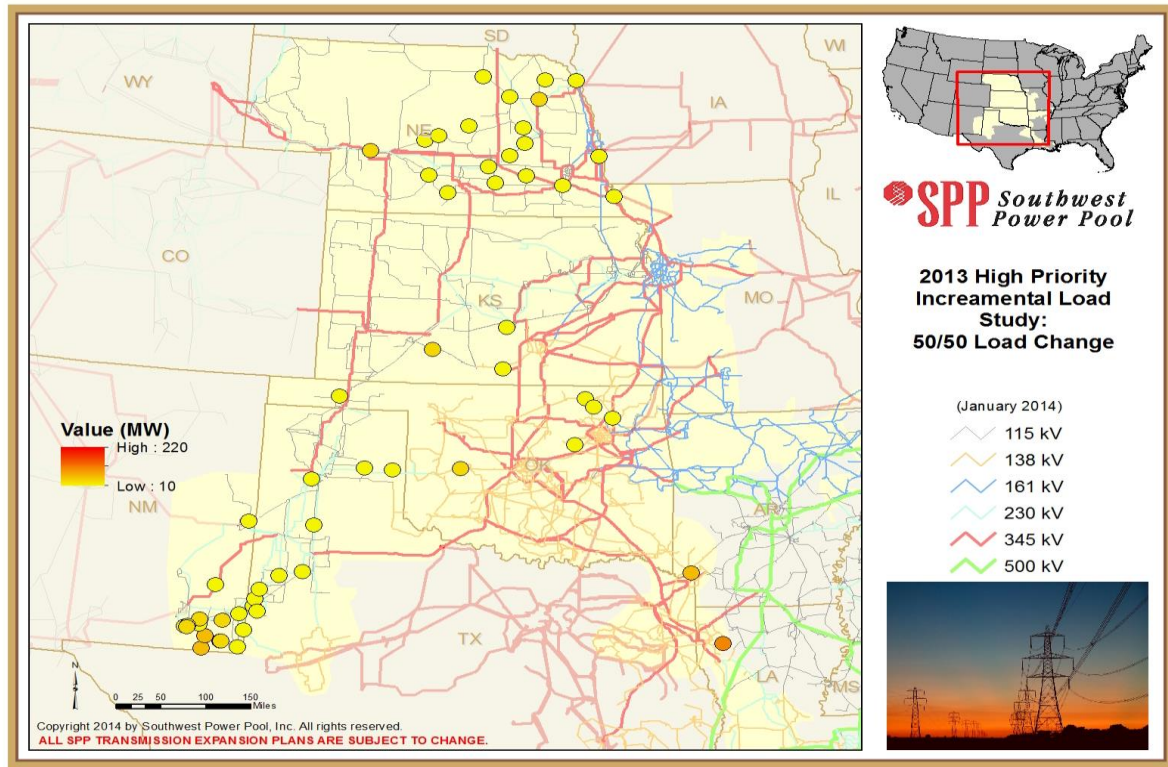 SD
WI
WY
IA
NE
IL
CO
KS
MO
Value (MW)
High : 220
Low : 10
OK
NM
AR
TX
LA
MS
N
0 25 50 100 150
Miles
Copyright 2014 by Southwest Power Pool, Inc. All rights reserved.
ALL SPP TRANSMISSION EXPANSION PLANS ARE SUBJECT TO CHANGE.
SPP Southwest
Power Pool
2013 High Priority
Increamental Load
Study:
50/50 Load Change
(January 2014)
115 kV
138 kV
161 kV
230 kV
345 kV
500 kV